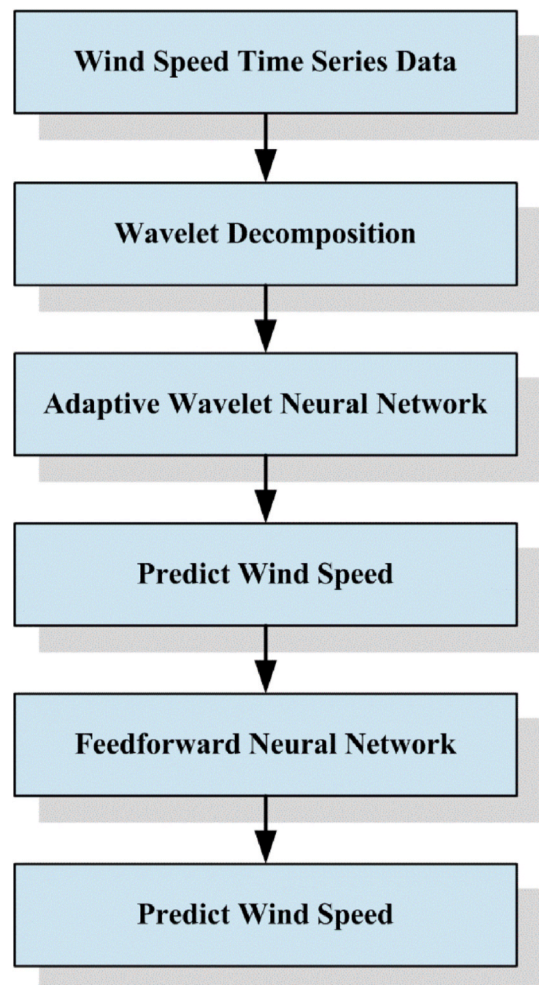 Wind Speed Time Series Data
Wavelet Decomposition
Adaptive Wavelet Neural Network
Predict Wind Speed
Feedforward Neural Network
Predict Wind Speed